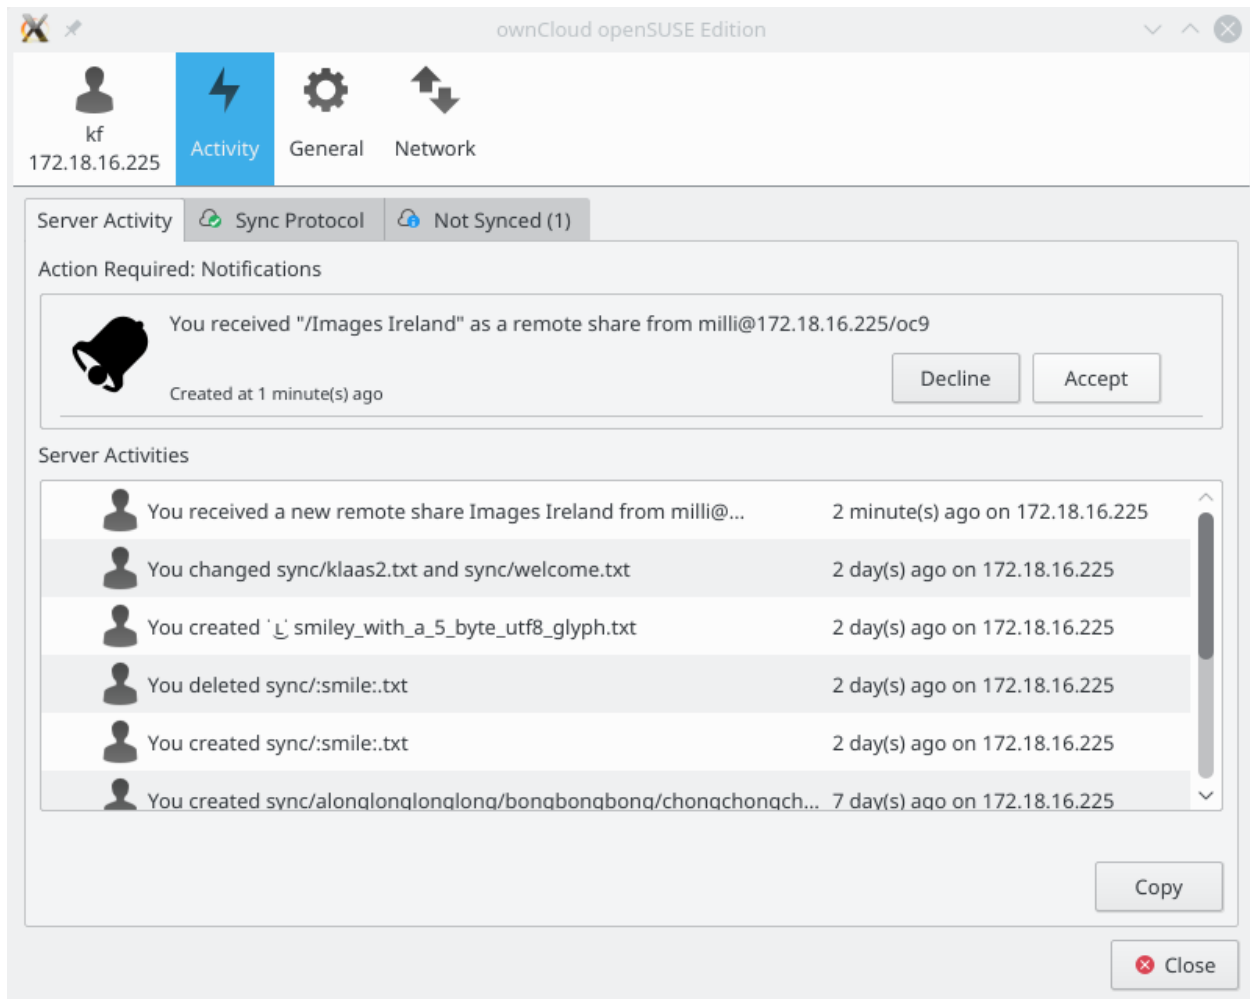 ownCloud openSUSE Edition
kf
172.18.16.225
Activity
General
Network
Server Activity
Sync Protocol
Not Synced (1)
Action Required: Notifications
You received "/Images Ireland" as a remote share from milli@172.18.16.225/oc9
Created at 1 minute(s) ago
Decline
Accept
Server Activities
You received a new remote share Images Ireland from milli@... 2 minute(s) ago on 172.18.16.225
You changed sync/klaas2.txt and sync/welcome.txt 2 day(s) ago on 172.18.16.225
You created smiley_with_a_5_byte_utf8_glyph.txt 2 day(s) ago on 172.18.16.225
You deleted sync/:smile:.txt 2 day(s) ago on 172.18.16.225
You created sync/:smile:.txt 2 day(s) ago on 172.18.16.225
You created sync/alonglonglonglong/bongbongbong/chongchongch... 7 day(s) ago on 172.18.16.225
Copy
Close